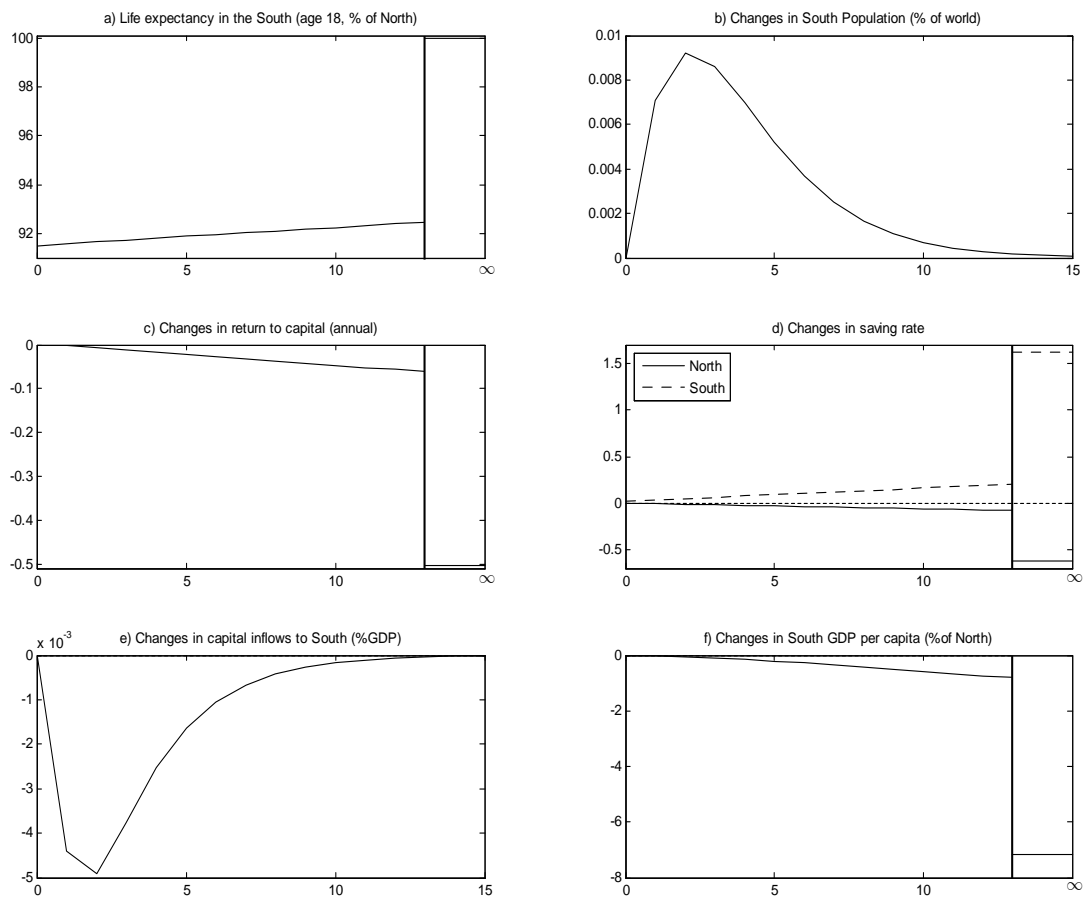 a) Life expectancy in the South (age 18, % of North)
100
98
96
94
92
0 5 10 ∞
b) Changes in South Population (% of world)
0.01
0.008
0.006
0.004
0.002
0
0 5 10 15
c) Changes in return to capital (annual)
0
-0.1
-0.2
-0.3
-0.4
-0.5
0 5 10 ∞
d) Changes in saving rate
1.5
1
0.5
0
-0.5
North
South
0 5 10 ∞
x 10^-3
e) Changes in capital inflows to South (%GDP)
0
-1
-2
-3
-4
-5
0 5 10 15
f) Changes in South GDP per capita (%of North)
0
-2
-4
-6
-8
0 5 10 ∞